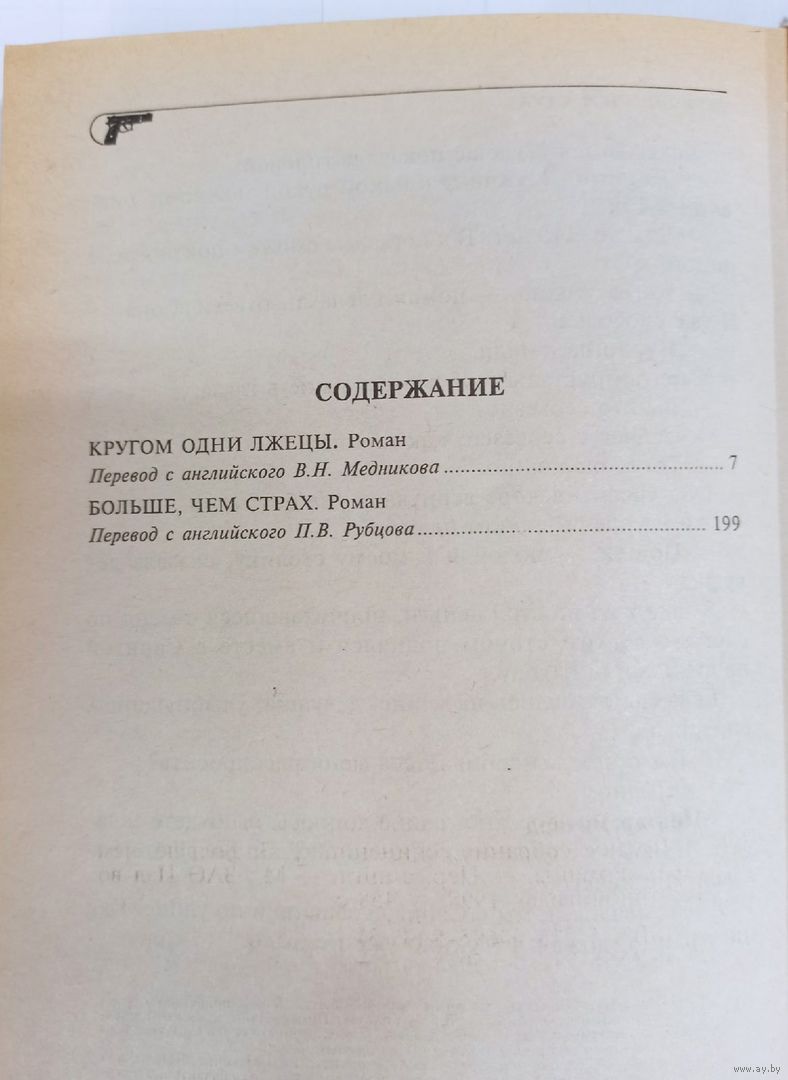 СОДЕРЖАНИЕ
КРУГОМ ОДНИ ЛЖЕЦЫ. Роман
Перевод с английского В.Н. Медникова ........ 7
БОЛЬШЕ, ЧЕМ СТРАХ. Роман
Перевод с английского П.В. Рубцова ........ 199
www.ay.by